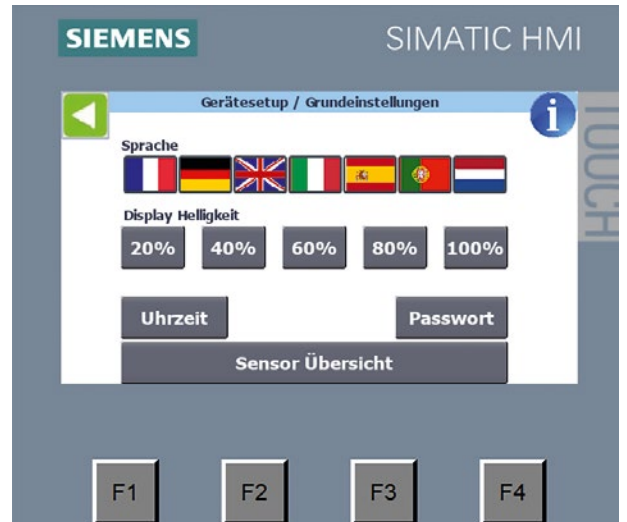 SIEMENS SIMATIC HMI
TOUCH
Gerätesetup / Grundeinstellungen
i
Sprache
Display Helligkeit
20% 40% 60% 80% 100%
Uhrzeit Passwort
Sensor Übersicht
F1 F2 F3 F4